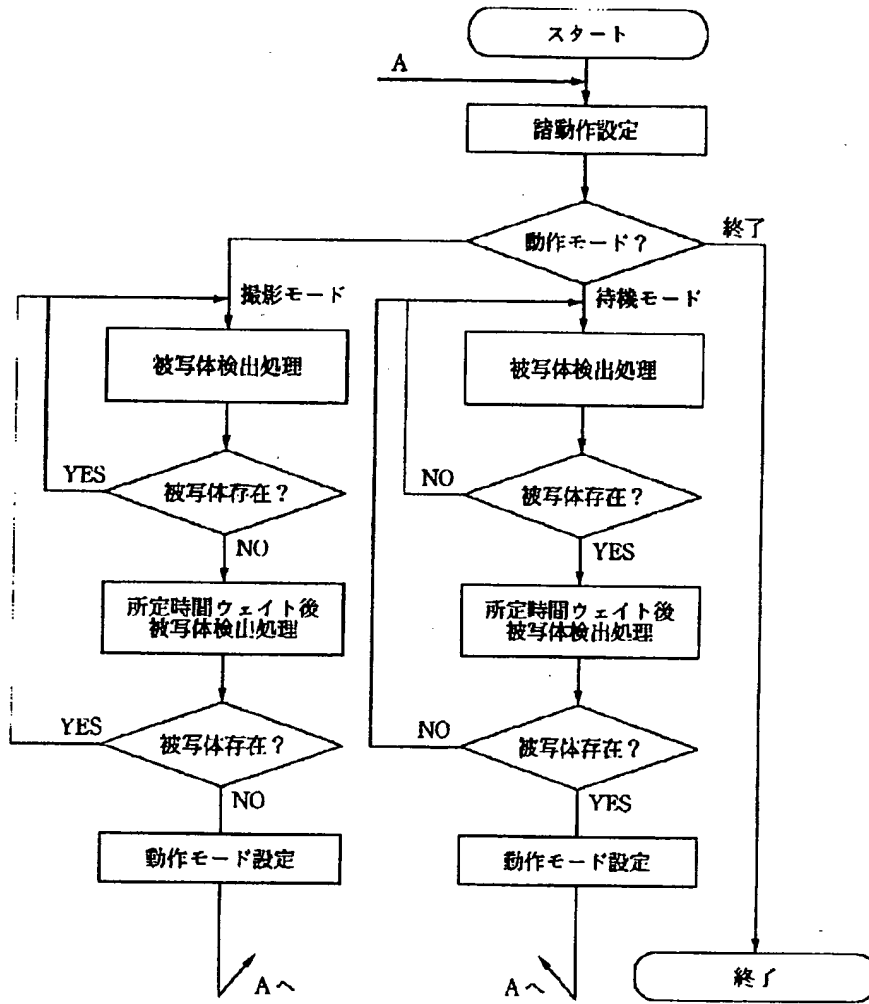 スタート
A
諸動作設定
動作モード?
終了
撮影モード
待機モード
被写体検出処理
被写体検出処理
YES
被写体存在?
NO
被写体存在?
NO
YES
所定時間ウェイト後
被写体検出処理
所定時間ウェイト後
被写体検出処理
YES
被写体存在?
NO
被写体存在?
NO
YES
動作モード設定
動作モード設定
Aへ
Aへ
終了